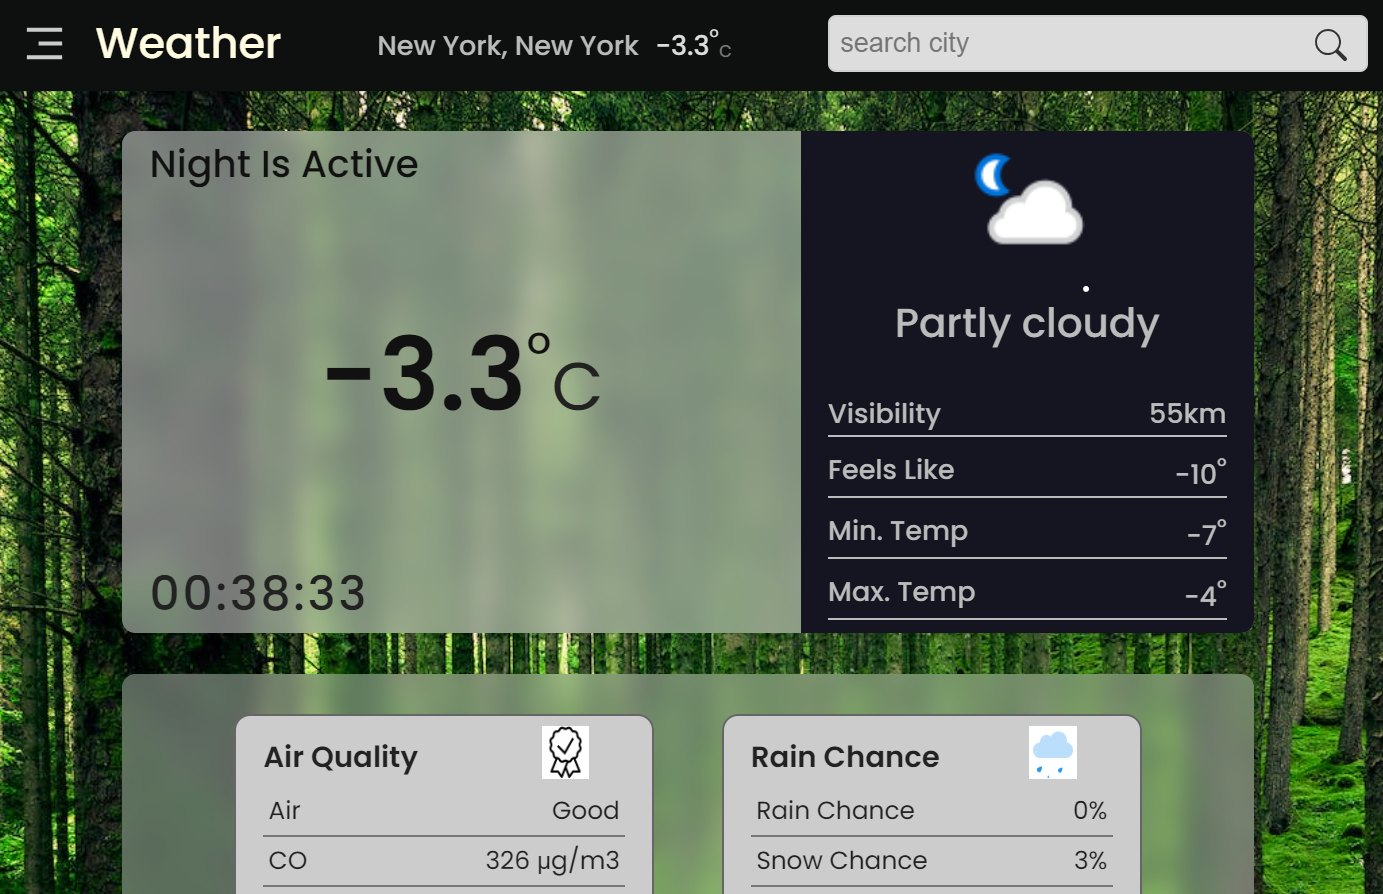 Weather
New York, New York -3.3°C
search city
Night Is Active
-3.3°C
00:38:33
Partly cloudy
Visibility 55km
Feels Like -10°
Min. Temp -7°
Max. Temp -4°
Air Quality
Air Good
CO 326 µg/m3
Rain Chance
Rain Chance 0%
Snow Chance 3%